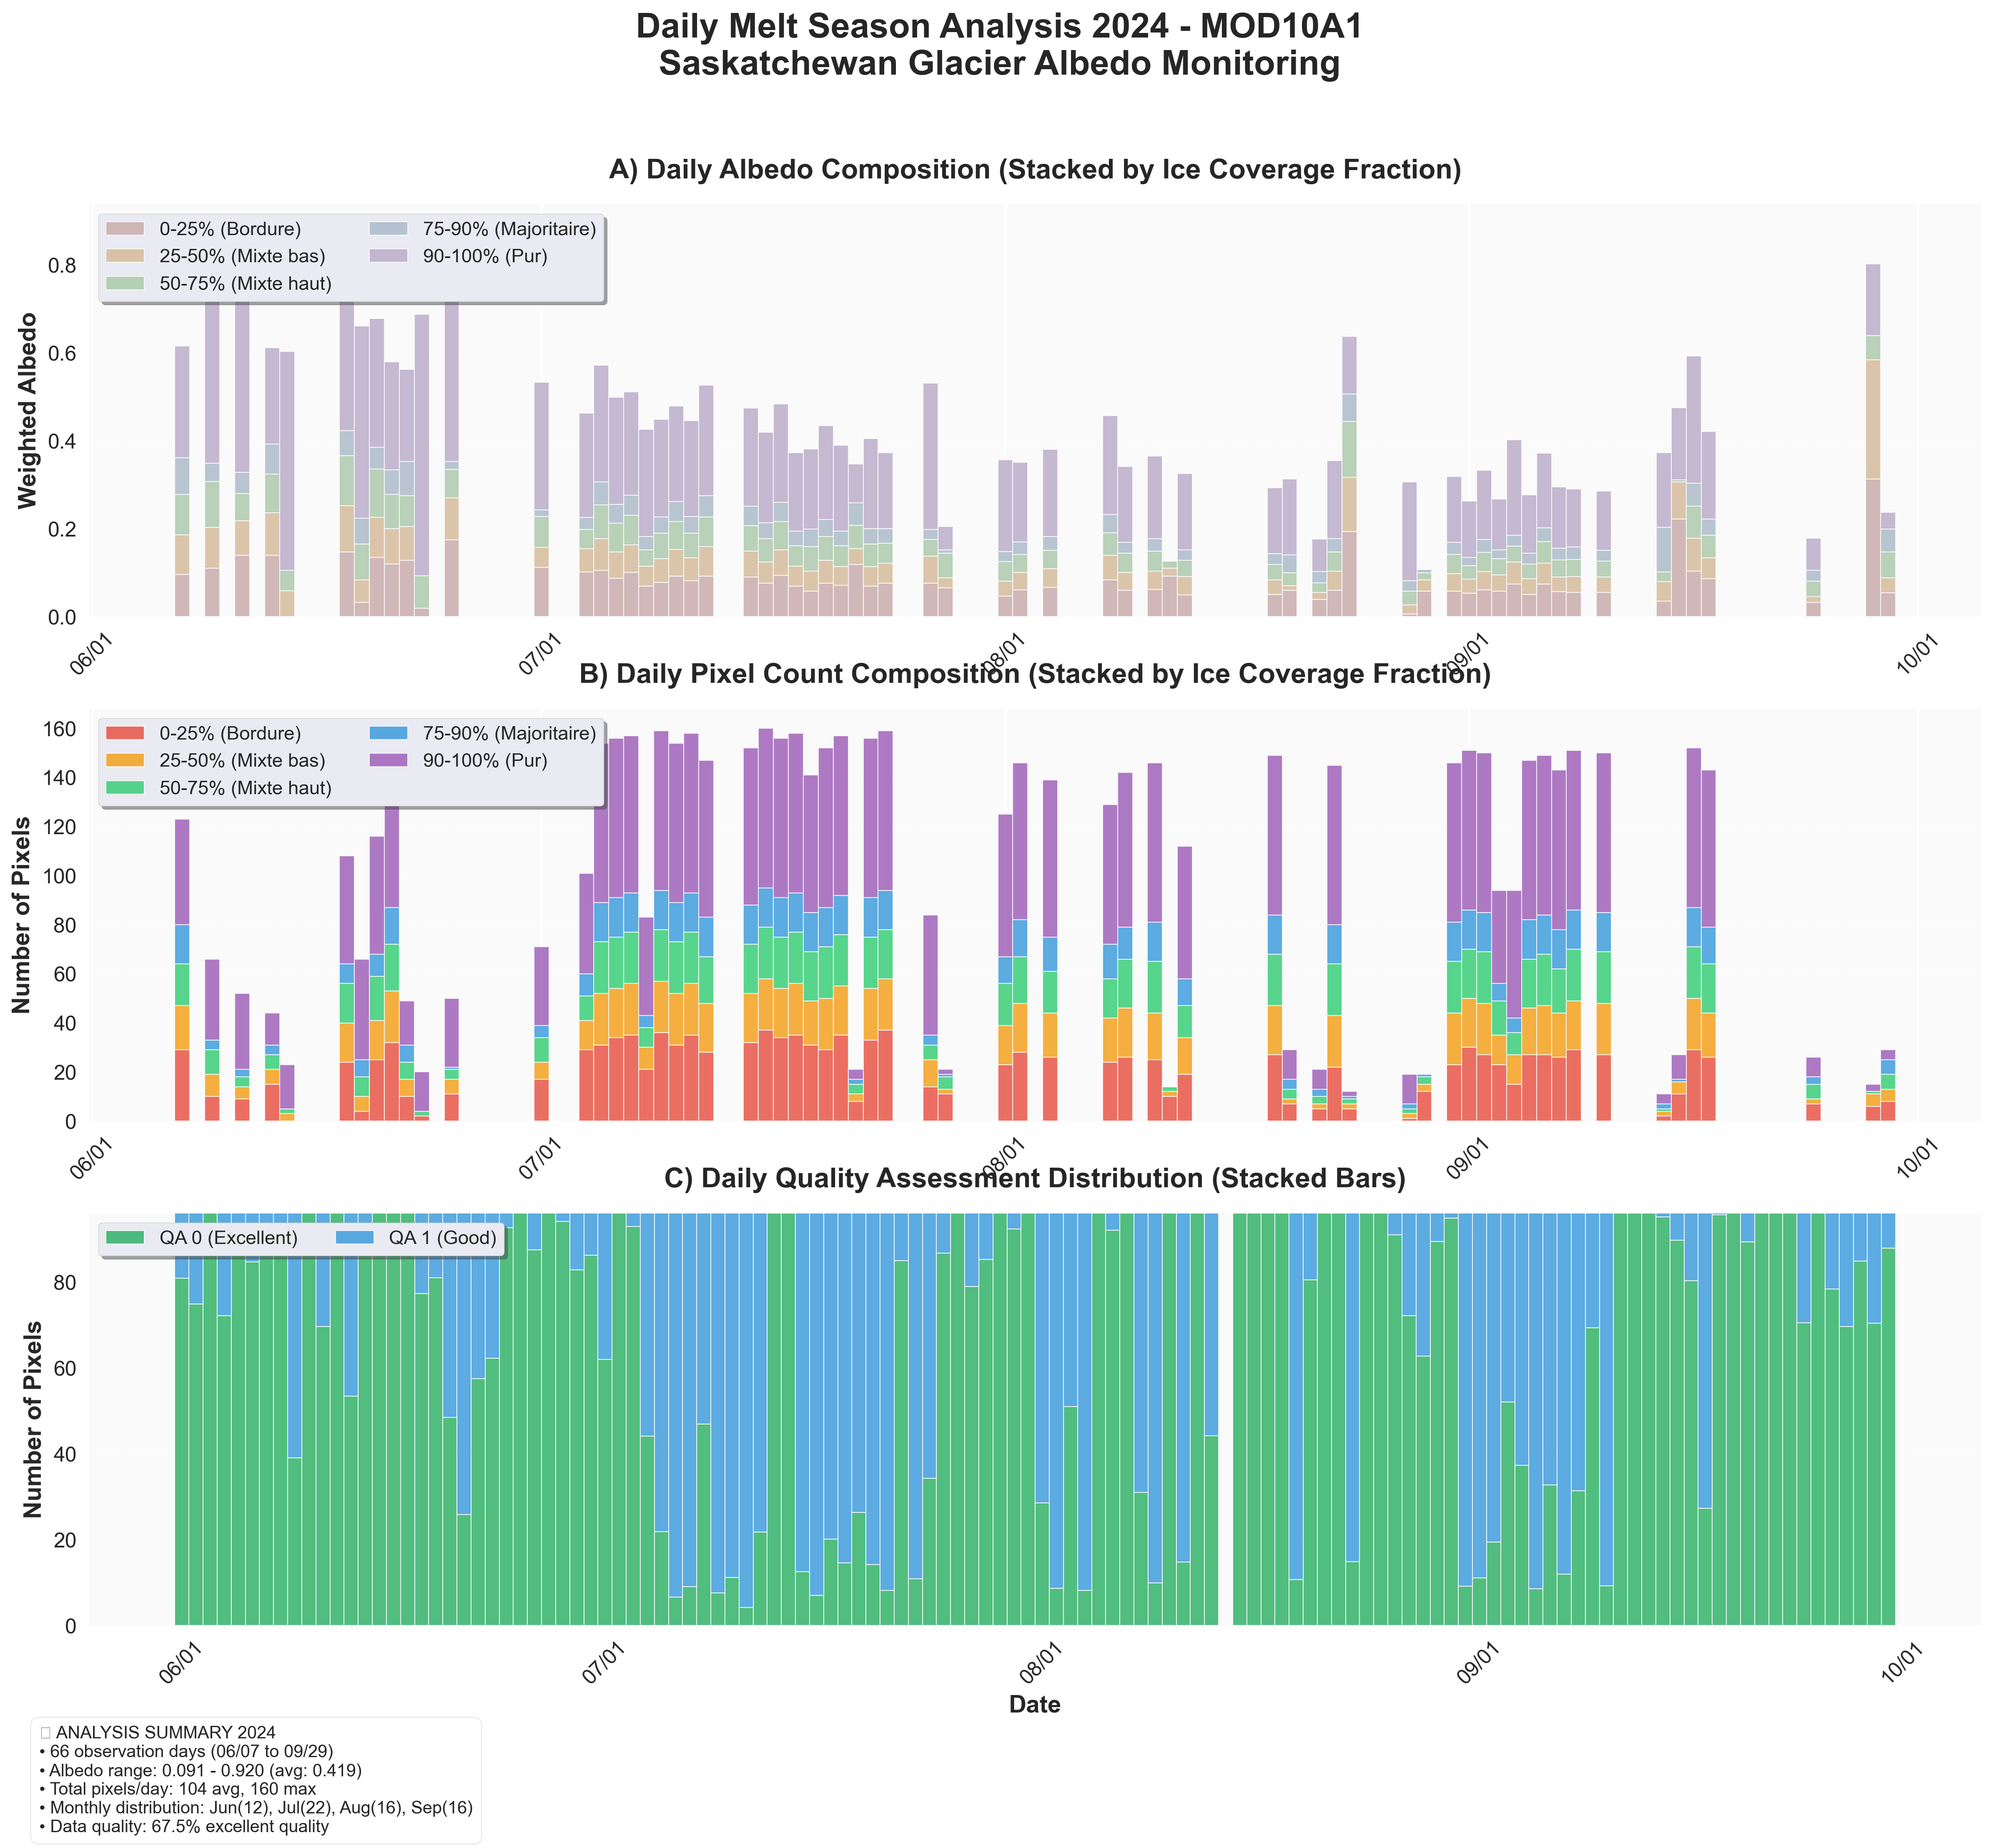 Daily Melt Season Analysis 2024 - MOD10A1
Saskatchewan Glacier Albedo Monitoring
A) Daily Albedo Composition (Stacked by Ice Coverage Fraction)
0-25% (Bordure)
25-50% (Mixte bas)
50-75% (Mixte haut)
75-90% (Majoritaire)
90-100% (Pur)
Weighted Albedo
0.8
0.6
0.4
0.2
0.0
06/01
07/01
08/01
09/01
10/01
B) Daily Pixel Count Composition (Stacked by Ice Coverage Fraction)
0-25% (Bordure)
25-50% (Mixte bas)
50-75% (Mixte haut)
75-90% (Majoritaire)
90-100% (Pur)
Number of Pixels
160
140
120
100
80
60
40
20
0
06/01
07/01
08/01
09/01
10/01
C) Daily Quality Assessment Distribution (Stacked Bars)
QA 0 (Excellent)
QA 1 (Good)
Number of Pixels
80
60
40
20
0
06/01
07/01
08/01
09/01
10/01
Date
ANALYSIS SUMMARY 2024
• 66 observation days (06/07 to 09/29)
• Albedo range: 0.091 - 0.920 (avg: 0.419)
• Total pixels/day: 104 avg, 160 max
• Monthly distribution: Jun(12), Jul(22), Aug(16), Sep(16)
• Data quality: 67.5% excellent quality